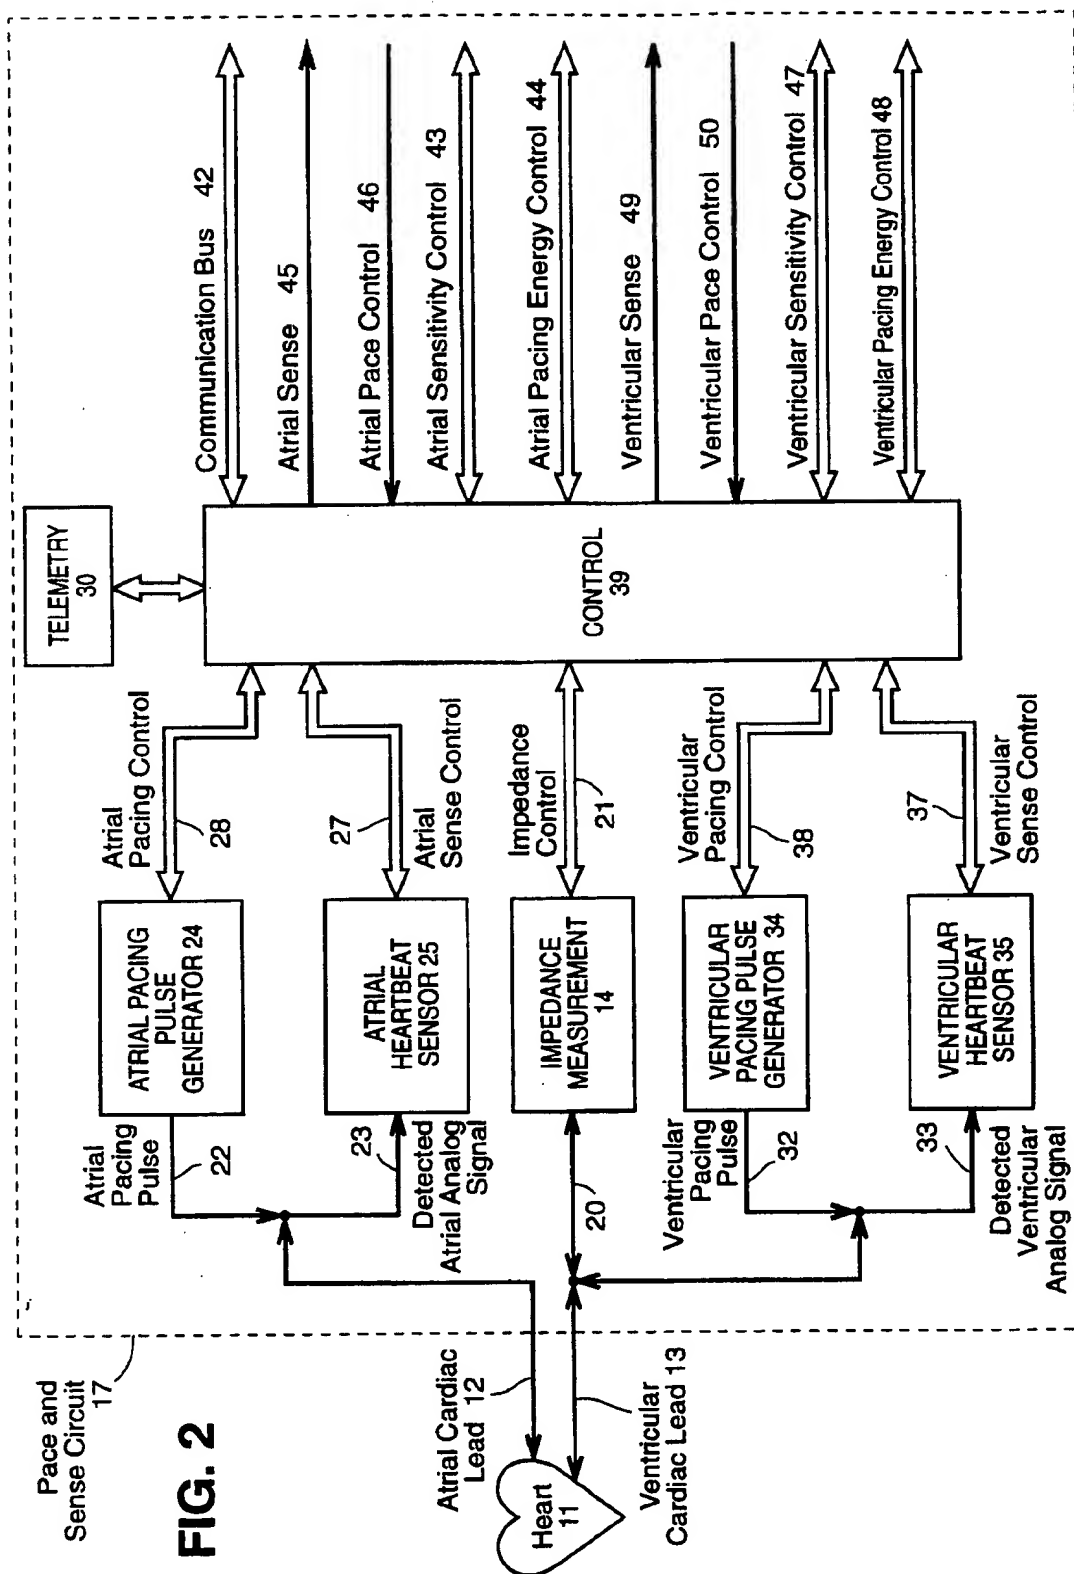 Pace and
Sense Circuit
17
FIG. 2
Heart
11
Atrial Cardiac
Lead 12
Ventricular
Cardiac Lead 13
Atrial
Pacing
Pulse
22
23
Detected
Atrial Analog
Signal
20
Ventricular
Pacing
Pulse
32
33
Detected
Ventricular
Analog Signal
ATRIAL PACING
PULSE
GENERATOR 24
ATRIAL
HEARTBEAT
SENSOR 25
IMPEDANCE
MEASUREMENT
14
VENTRICULAR
PACING PULSE
GENERATOR 34
VENTRICULAR
HEARTBEAT
SENSOR 35
Atrial
Pacing Control
28
27
Atrial
Sense Control
Impedance
Control
21
Ventricular
Pacing Control
38
37
Ventricular
Sense Control
TELEMETRY
30
CONTROL
39
Communication Bus 42
Atrial Sense 45
Atrial Pace Control 46
Atrial Sensitivity Control 43
Atrial Pacing Energy Control 44
Ventricular Sense 49
Ventricular Pace Control 50
Ventricular Sensitivity Control 47
Ventricular Pacing Energy Control 48